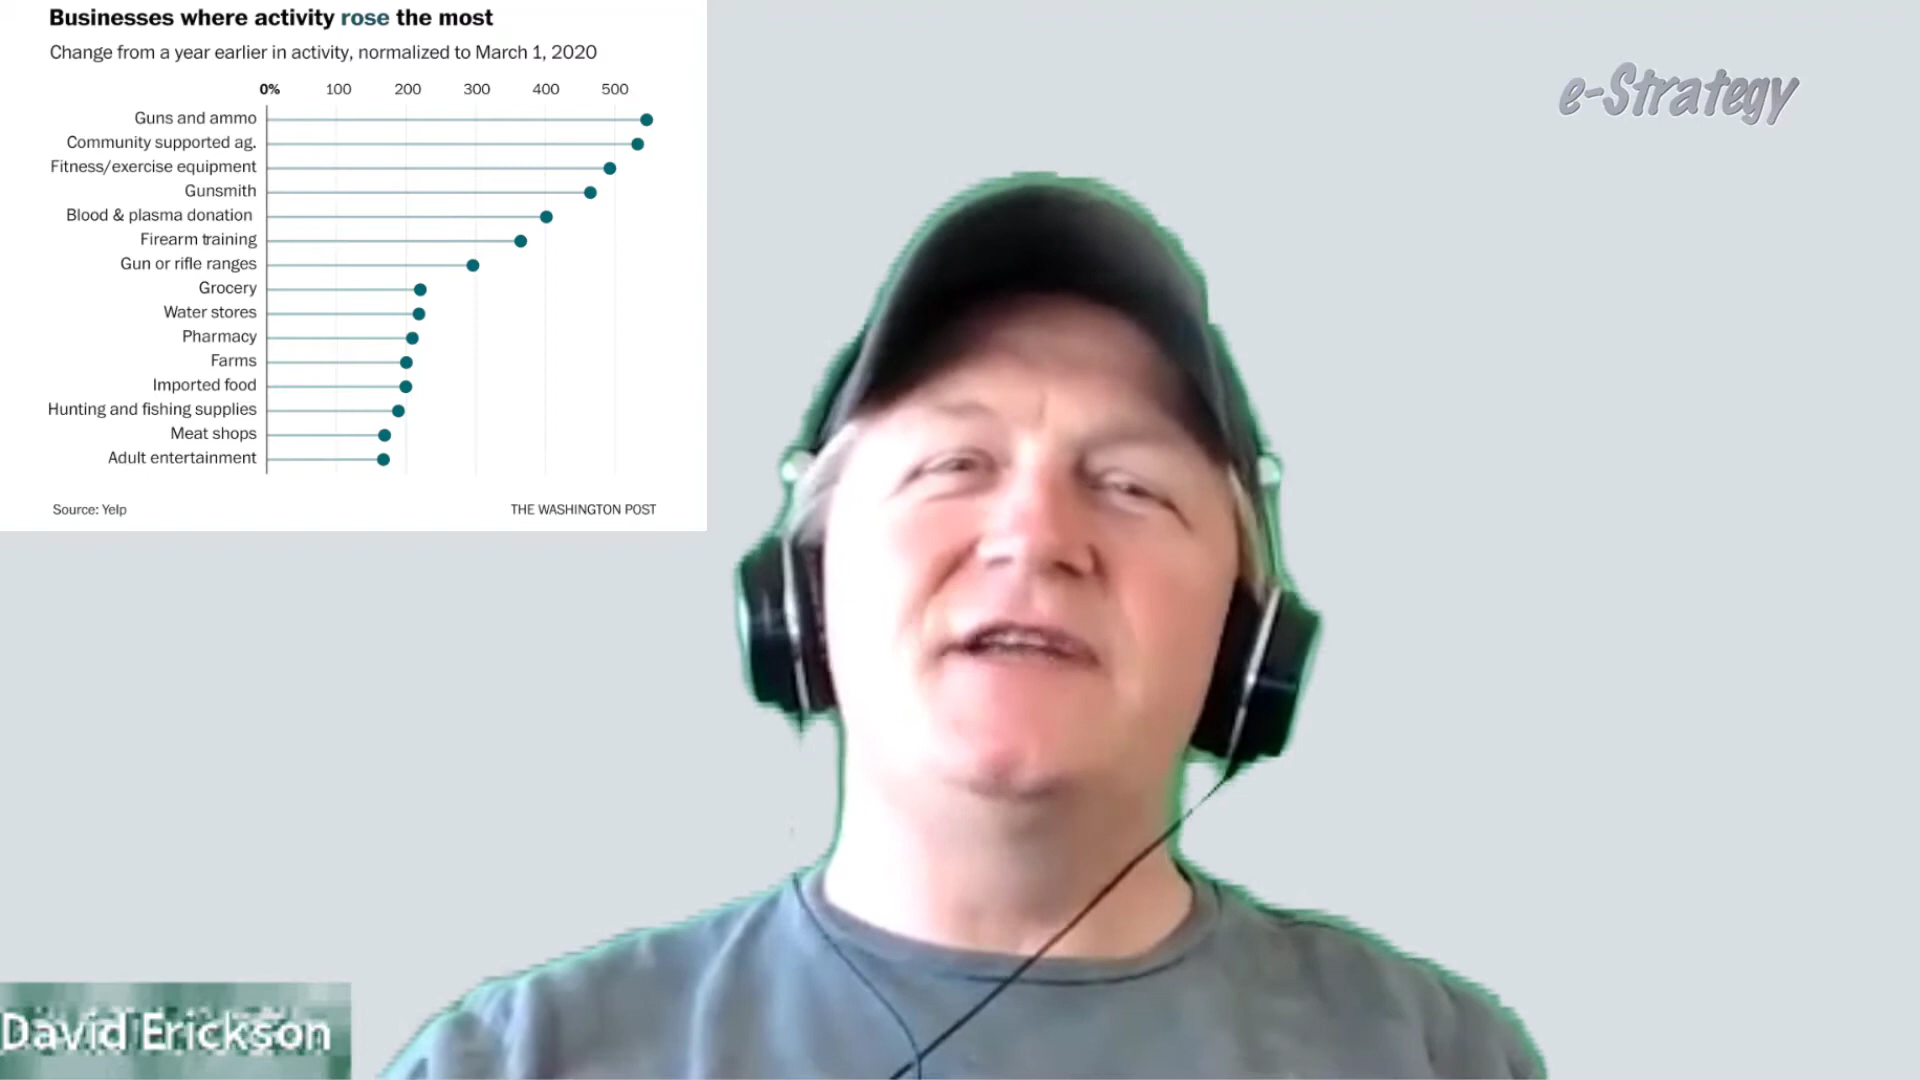 Businesses where activity rose the most
Change from a year earlier in activity, normalized to March 1, 2020
0% 100 200 300 400 500
Guns and ammo
Community supported ag.
Fitness/exercise equipment
Gunsmith
Blood & plasma donation
Firearm training
Gun or rifle ranges
Grocery
Water stores
Pharmacy
Farms
Imported food
Hunting and fishing supplies
Meat shops
Adult entertainment
Source: Yelp THE WASHINGTON POST
e-Strategy
David Erickson